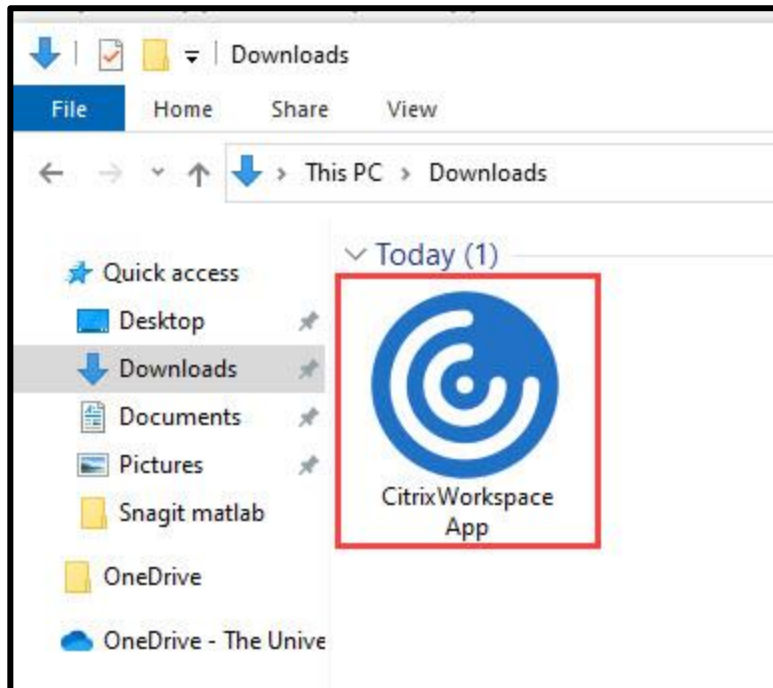 Downloads
File Home Share View
This PC > Downloads
Today (1)
Quick access
Desktop
Downloads
Documents
Pictures
Snagit matlab
OneDrive
OneDrive - The Unive
CitrixWorkspace
App